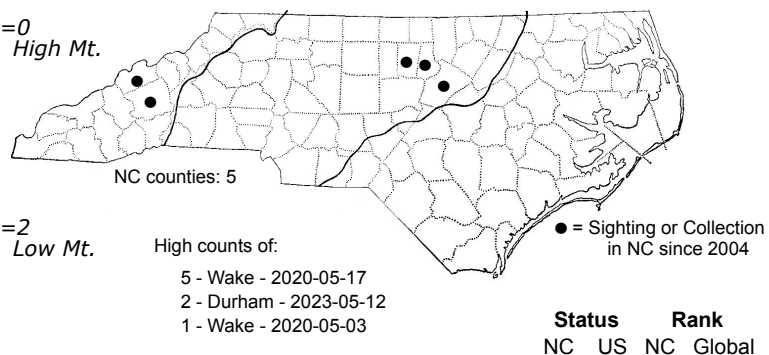 =0
High Mt.
NC counties: 5
=2
Low Mt.
High counts of:
5 - Wake - 2020-05-17
2 - Durham - 2023-05-12
1 - Wake - 2020-05-03
● = Sighting or Collection
in NC since 2004
Status Rank
NC US NC Global